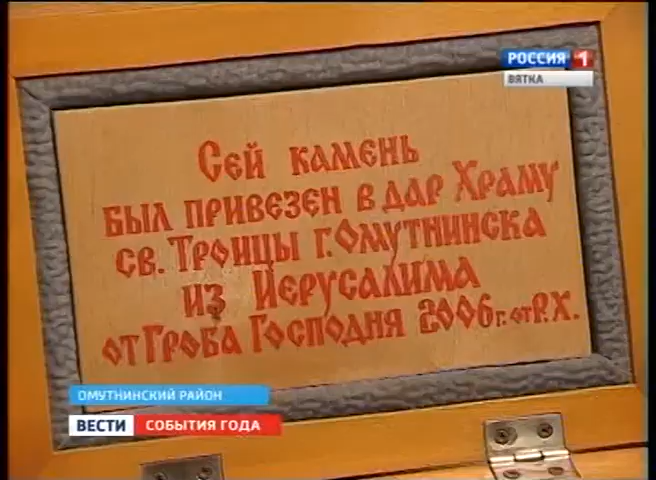 РОССИЯ 1
ВЯТКА
Сей камень
был привезен в дар Храму
св. Троицы г. Омутнинска
из Иерусалима
от Гроба Господня 2006 г. от Р. Х.
ОМУТНИНСКИЙ РАЙОН
ВЕСТИ СОБЫТИЯ ГОДА